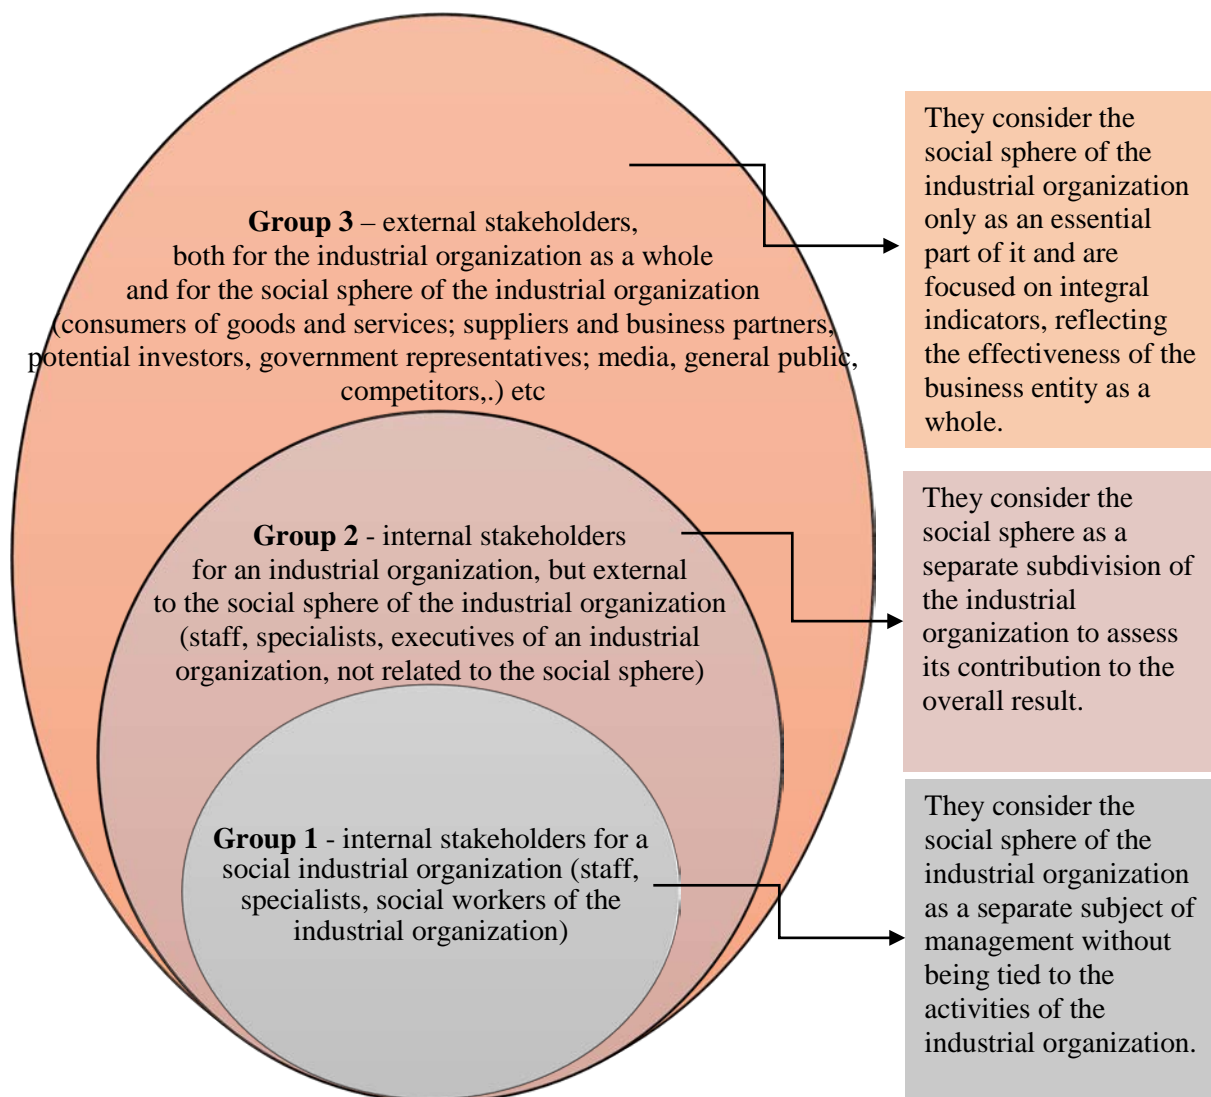 Group 3 – external stakeholders,
both for the industrial organization as a whole
and for the social sphere of the industrial organization
(consumers of goods and services; suppliers and business partners,
potential investors, government representatives; media, general public,
competitors,.) etc
They consider the
social sphere of the
industrial organization
only as an essential
part of it and are
focused on integral
indicators, reflecting
the effectiveness of the
business entity as a
whole.
Group 2 - internal stakeholders
for an industrial organization, but external
to the social sphere of the industrial organization
(staff, specialists, executives of an industrial
organization, not related to the social sphere)
They consider the
social sphere as a
separate subdivision of
the industrial
organization to assess
its contribution to the
overall result.
Group 1 - internal stakeholders for a
social industrial organization (staff,
specialists, social workers of the
industrial organization)
They consider the
social sphere of the
industrial organization
as a separate subject of
management without
being tied to the
activities of the
industrial organization.